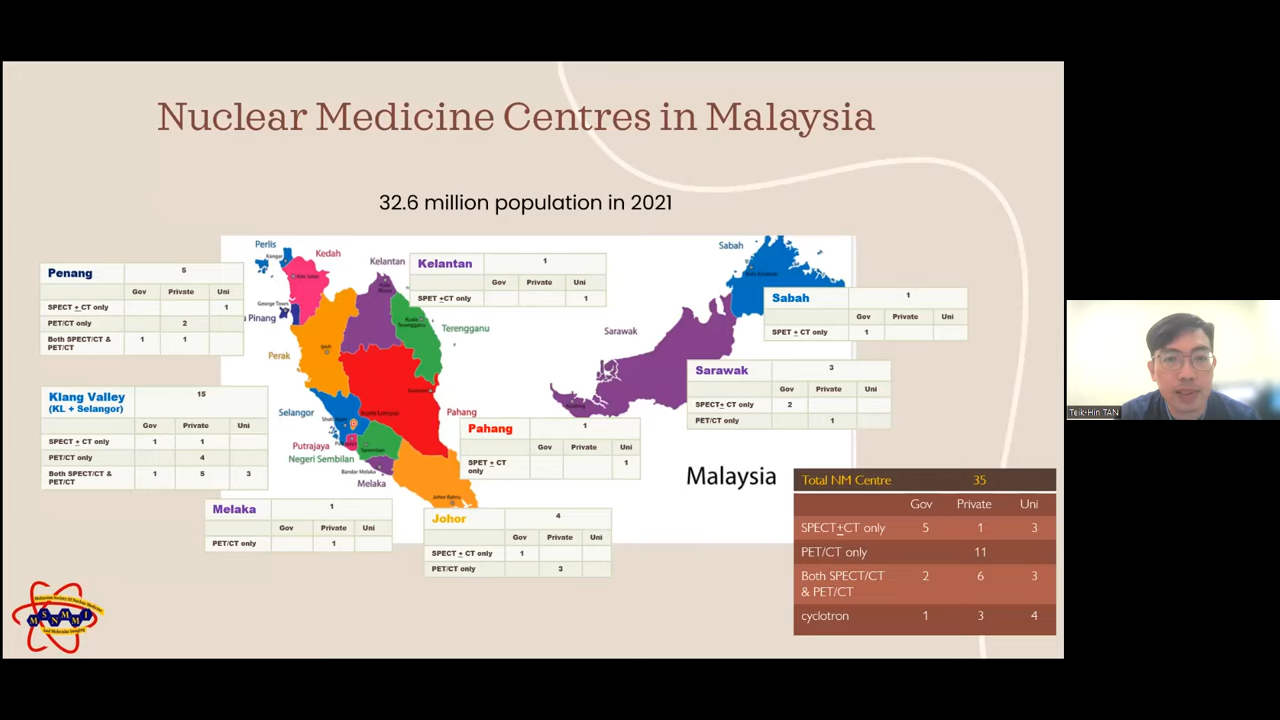 Nuclear Medicine Centres in Malaysia
32.6 million population in 2021
Perlis
Kedah
Kelantan
Terengganu
Perak
Pahang
Selangor
Putrajaya
Negeri Sembilan
Melaka
Sabah
Sarawak
Malaysia
Penang 5
Gov Private Uni
SPECT + CT only 1
PET/CT only 2
Both SPECT/CT & 1 1
PET/CT
Kelantan 1
Gov Private Uni
SPET +CT only 1
Sabah 1
Gov Private Uni
SPET + CT only 1
Sarawak 3
Gov Private Uni
SPECT+ CT only 2
PET/CT only 1
Klang Valley 15
(KL + Selangor)
Gov Private Uni
SPECT + CT only 1 1
PET/CT only 4
Both SPECT/CT & 1 5 3
PET/CT
Pahang 1
Gov Private Uni
SPET + CT 1
only
Melaka 1
Gov Private Uni
PET/CT only 1
Johor 4
Gov Private Uni
SPECT + CT only 1
PET/CT only 3
Total NM Centre 35
Gov Private Uni
SPECT+CT only 5 1 3
PET/CT only 11
Both SPECT/CT 2 6 3
& PET/CT
cyclotron 1 3 4
Teik-Hin TAN